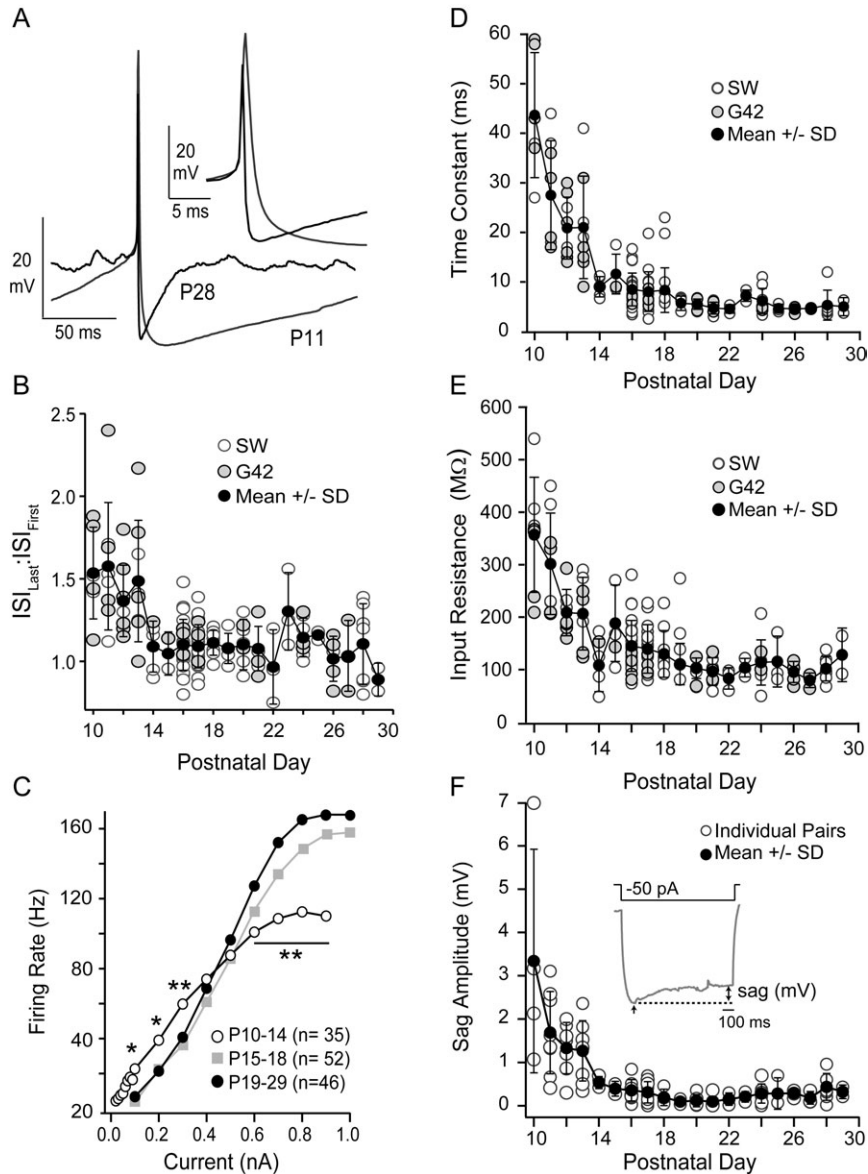 A
20
mV
5 ms
20
mV
50 ms
P28
P11
B
2.5
2.0
1.5
1.0
ISI Last:ISI First
SW
G42
Mean +/- SD
10
14
18
22
26
30
Postnatal Day
C
160
120
80
40
20
Firing Rate (Hz)
*
*
**
**
P10-14 (n= 35)
P15-18 (n= 52)
P19-29 (n=46)
0.0
0.2
0.4
0.6
0.8
1.0
Current (nA)
D
60
50
40
30
20
10
0
Time Constant (ms)
SW
G42
Mean +/- SD
10
14
18
22
26
30
Postnatal Day
E
600
500
400
300
200
100
0
Input Resistance (MΩ)
SW
G42
Mean +/- SD
10
14
18
22
26
30
Postnatal Day
F
7
6
5
4
3
2
1
0
Sag Amplitude (mV)
Individual Pairs
Mean +/- SD
-50 pA
sag (mV)
100 ms
10
14
18
22
26
30
Postnatal Day